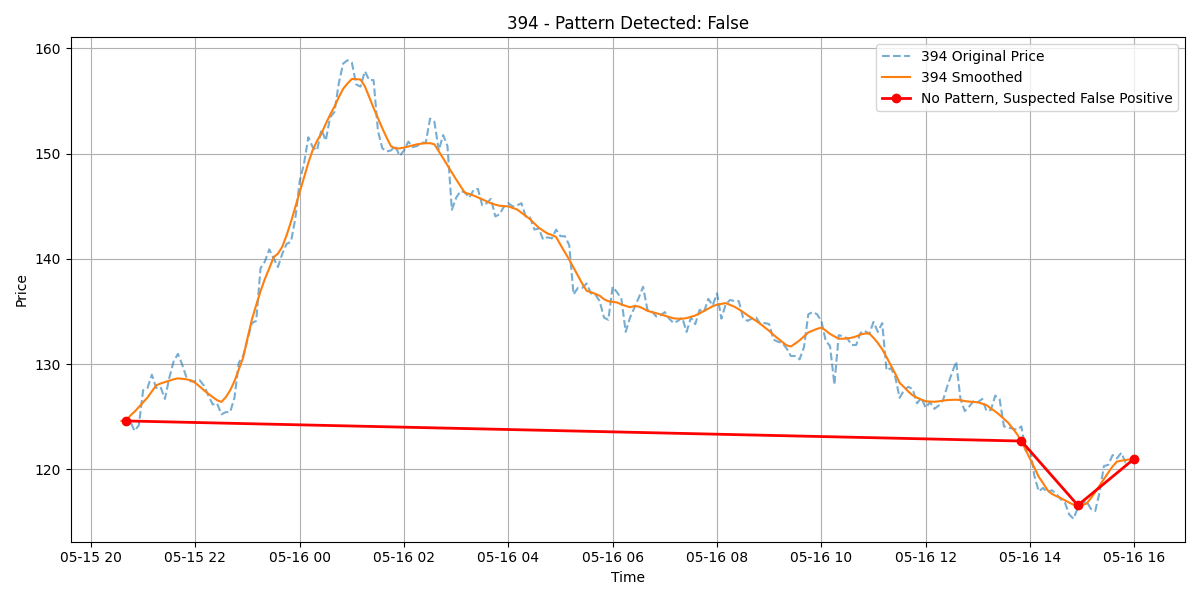 394 - Pattern Detected: False
394 Original Price
394 Smoothed
No Pattern, Suspected False Positive
Price
160
150
140
130
120
05-15 20
05-15 22
05-16 00
05-16 02
05-16 04
05-16 06
05-16 08
05-16 10
05-16 12
05-16 14
05-16 16
Time